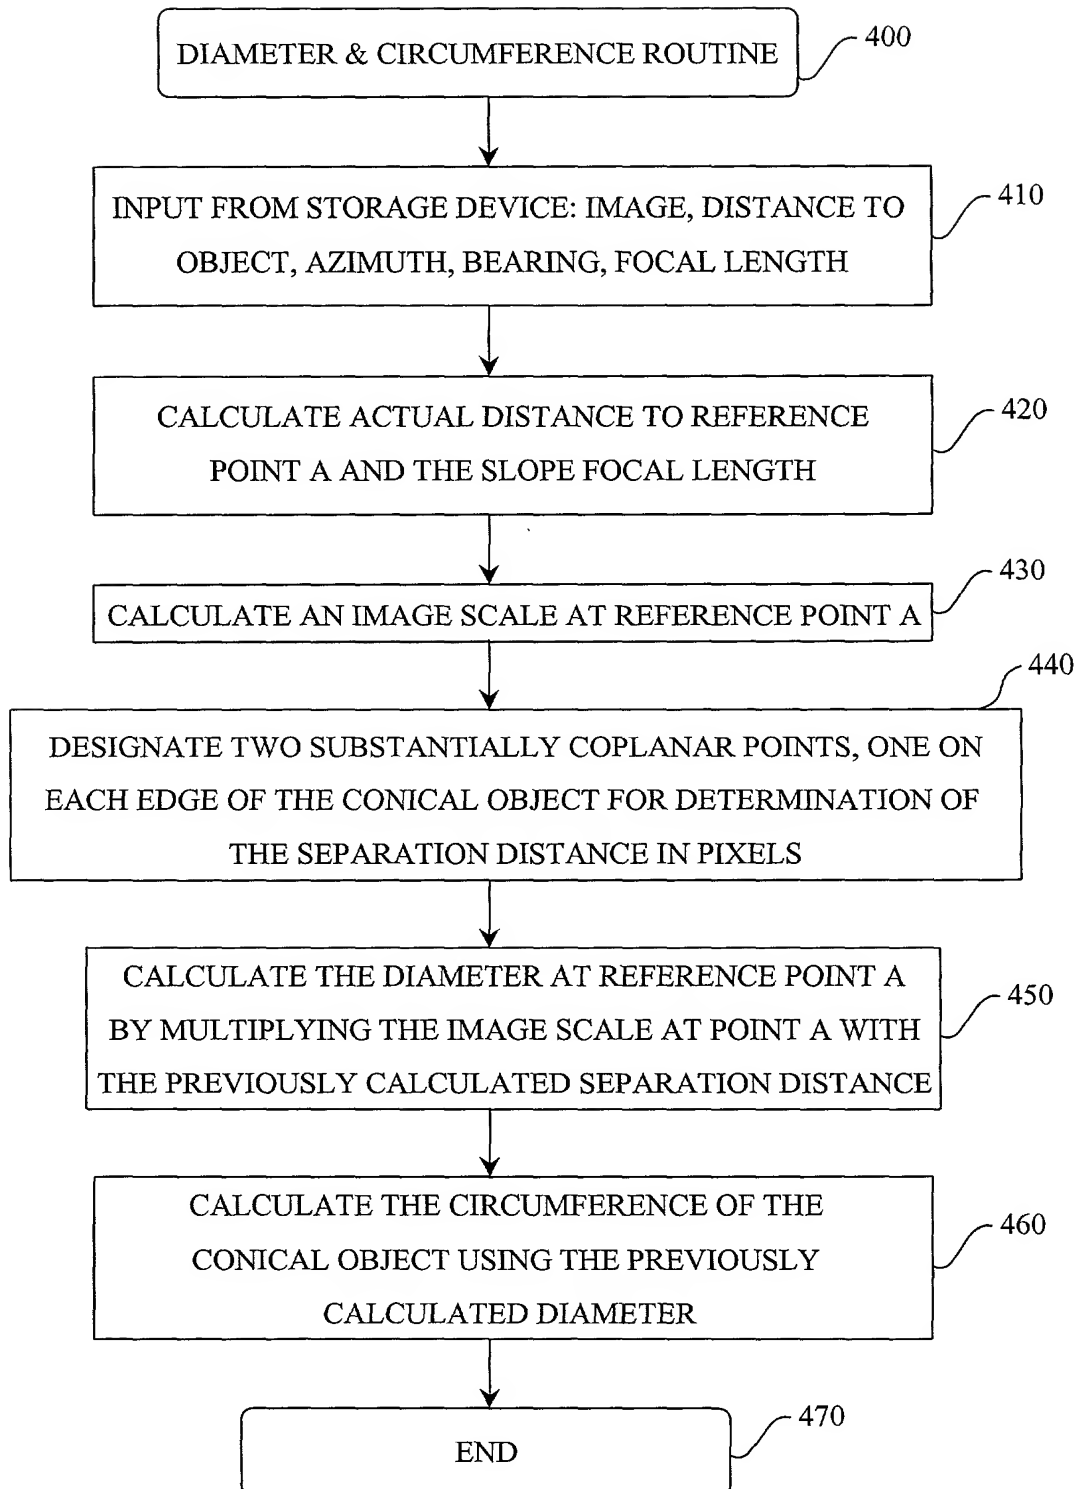 DIAMETER & CIRCUMFERENCE ROUTINE
400
INPUT FROM STORAGE DEVICE: IMAGE, DISTANCE TO
OBJECT, AZIMUTH, BEARING, FOCAL LENGTH
410
CALCULATE ACTUAL DISTANCE TO REFERENCE
POINT A AND THE SLOPE FOCAL LENGTH
420
CALCULATE AN IMAGE SCALE AT REFERENCE POINT A
430
DESIGNATE TWO SUBSTANTIALLY COPLANAR POINTS, ONE ON
EACH EDGE OF THE CONICAL OBJECT FOR DETERMINATION OF
THE SEPARATION DISTANCE IN PIXELS
440
CALCULATE THE DIAMETER AT REFERENCE POINT A
BY MULTIPLYING THE IMAGE SCALE AT POINT A WITH
THE PREVIOUSLY CALCULATED SEPARATION DISTANCE
450
CALCULATE THE CIRCUMFERENCE OF THE
CONICAL OBJECT USING THE PREVIOUSLY
CALCULATED DIAMETER
460
END
470